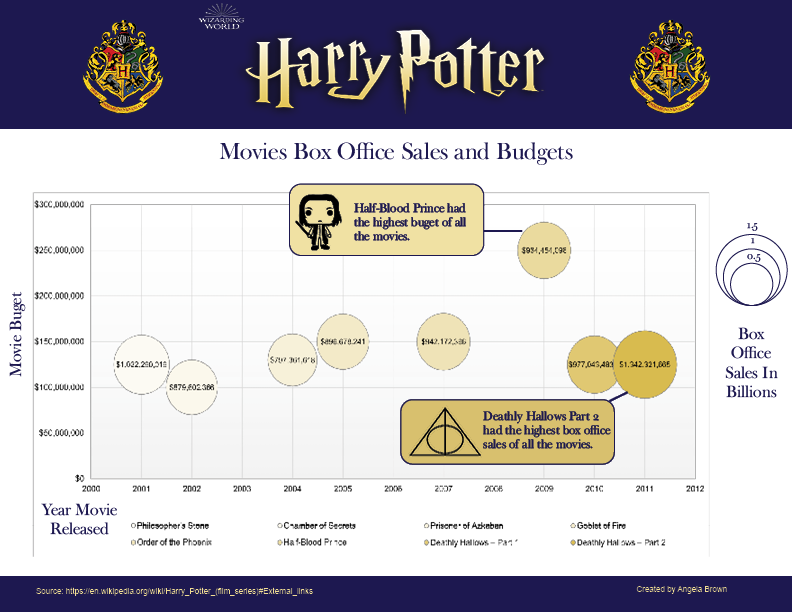 WIZARDING
WORLD
Harry Potter
Movies Box Office Sales and Budgets
Half-Blood Prince had
the highest buget of all
the movies.
Movie Buget
$300,000,000
$250,000,000
$200,000,000
$150,000,000
$100,000,000
$50,000,000
$0
$934,454,096
$896,678,241
$942,172,396
$797,361,618
$879,602,366
$977,043,483
$1,342,321,665
Deathly Hallows Part 2
had the highest box office
sales of all the movies.
2000 2001 2002 2003 2004 2005 2006 2007 2008 2009 2010 2011 2012
1.5
1
0.5
Box
Office
Sales In
Billions
Year Movie
Released
Philosopher's Stone Chamber of Secrets Prisoner of Azkaban Goblet of Fire
Order of the Phoenix Half-Blood Prince Deathly Hallows – Part 1 Deathly Hallows – Part 2
Source: https://en.wikipedia.org/wiki/Harry_Potter_(film_series)#External_links
Created by Angela Brown